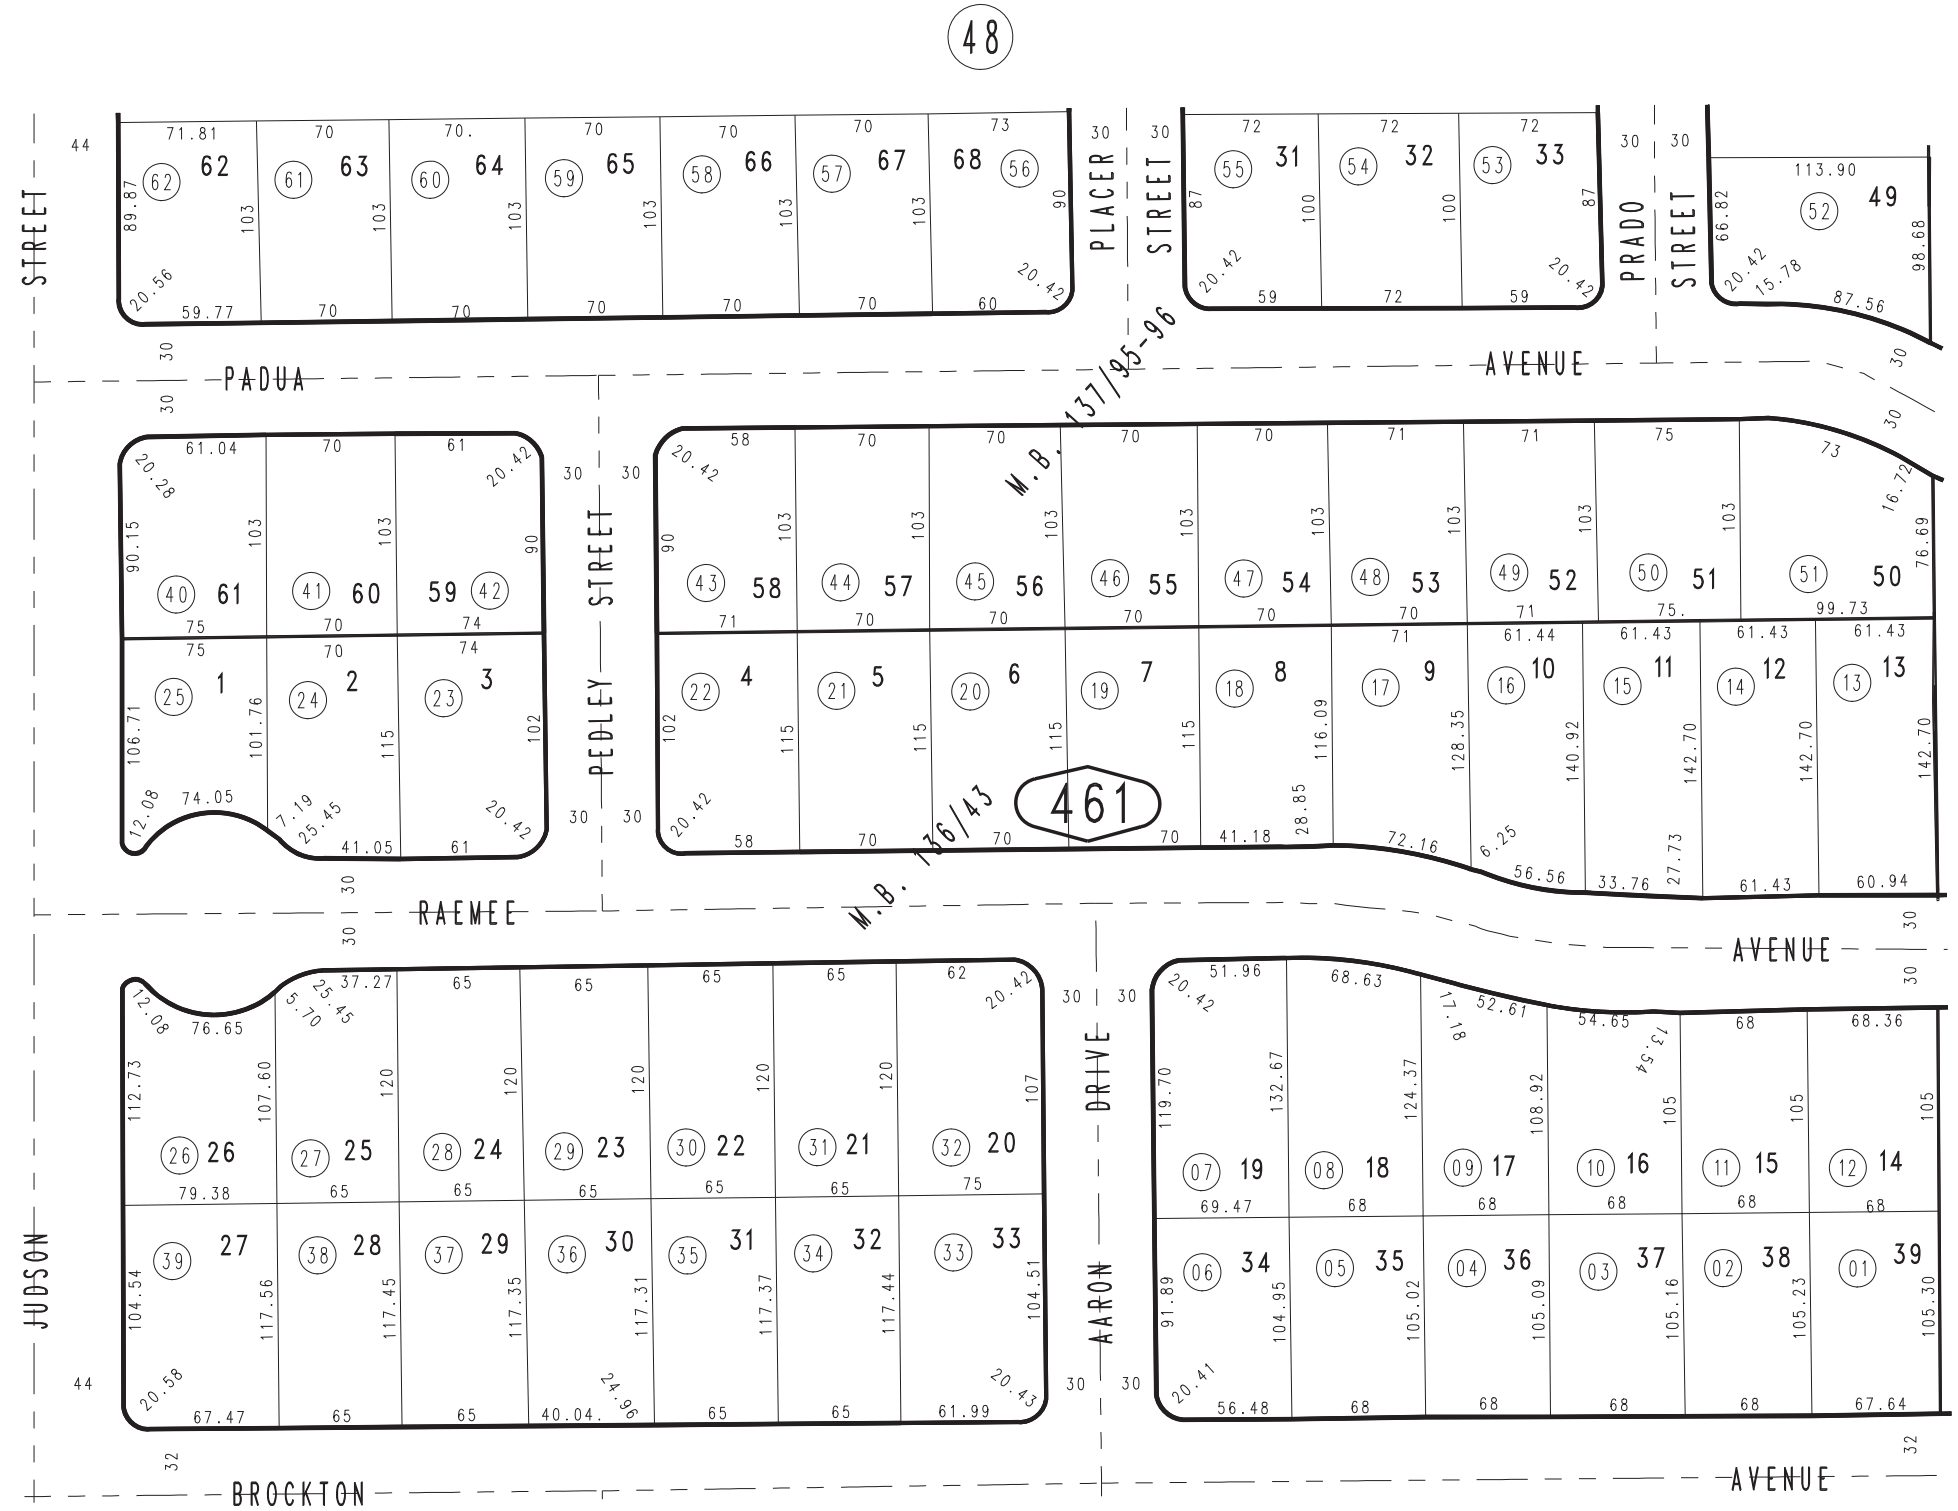 48
44
71.81 70 70. 70 70 70 73
62 62 61 63 60 64 59 65 58 66 57 67 68 56
89.87 103 103 103 103 103 103 90
20.56 20.42
59.77 70 70 70 70 70 60
30 PLACER STREET 30
72 72 72
55 31 54 32 53 33
87 100 100 87
20.42 20.42
59 72 59
30 PRADO STREET 30
113.90
52 49
66.82 98.68
20.42 15.78 87.56
STREET
30
PADUA AVENUE
30
30
30
M.B. 137/95-96
61.04 70 61
20.28 20.42
90.15 103 103 90
40 61 41 60 59 42
75 70 74
75 70 74
25 1 24 2 23 3
106.71 101.76 115 102
12.08 74.05 7.19 25.45 20.42
41.05 61
30 30
PEDLEY STREET
30 30
58 70 70 70 70 71 71 75 73
20.42 16.72
90 103 103 103 103 103 103 103 103 76.69
43 58 44 57 45 56 46 55 47 54 48 53 49 52 50 51 51 50
71 70 70 70 70 70 71 75. 99.73
71 61.44 61.43 61.43 61.43
22 4 21 5 20 6 19 7 18 8 17 9 16 10 15 11 14 12 13 13
102 115 115 115 115 116.09 128.35 140.92 142.70 142.70 142.70
20.42 28.85 6.25 27.73
461
58 70 70 70 41.18 72.16 56.56 33.76 61.43 60.94
M.B. 136/43
30
RAEMEE AVENUE
30
30
30
12.08 76.65 5.70 25.45 37.27 65 65 65 65 62 20.42
112.73 107.60 120 120 120 120 120 107
26 26 27 25 28 24 29 23 30 22 31 21 32 20
79.38 65 65 65 65 65 75
39 27 38 28 37 29 36 30 35 31 34 32 33 33
104.54 117.56 117.45 117.35 117.31 117.37 117.44 104.51
20.58 24.96 20.43
67.47 65 65 40.04. 65 65 61.99
30 30
AARON DRIVE
30 30
51.96 68.63 52.61 54.65 68 68.36
20.42 17.18 13.54
119.70 132.67 124.37 108.92 105 105 105
07 19 08 18 09 17 10 16 11 15 12 14
69.47 68 68 68 68 68
06 34 05 35 04 36 03 37 02 38 01 39
91.89 104.95 105.02 105.09 105.16 105.23 105.30
20.41
56.48 68 68 68 68 67.64
JUDSON
44
32 32
BROCKTON AVENUE